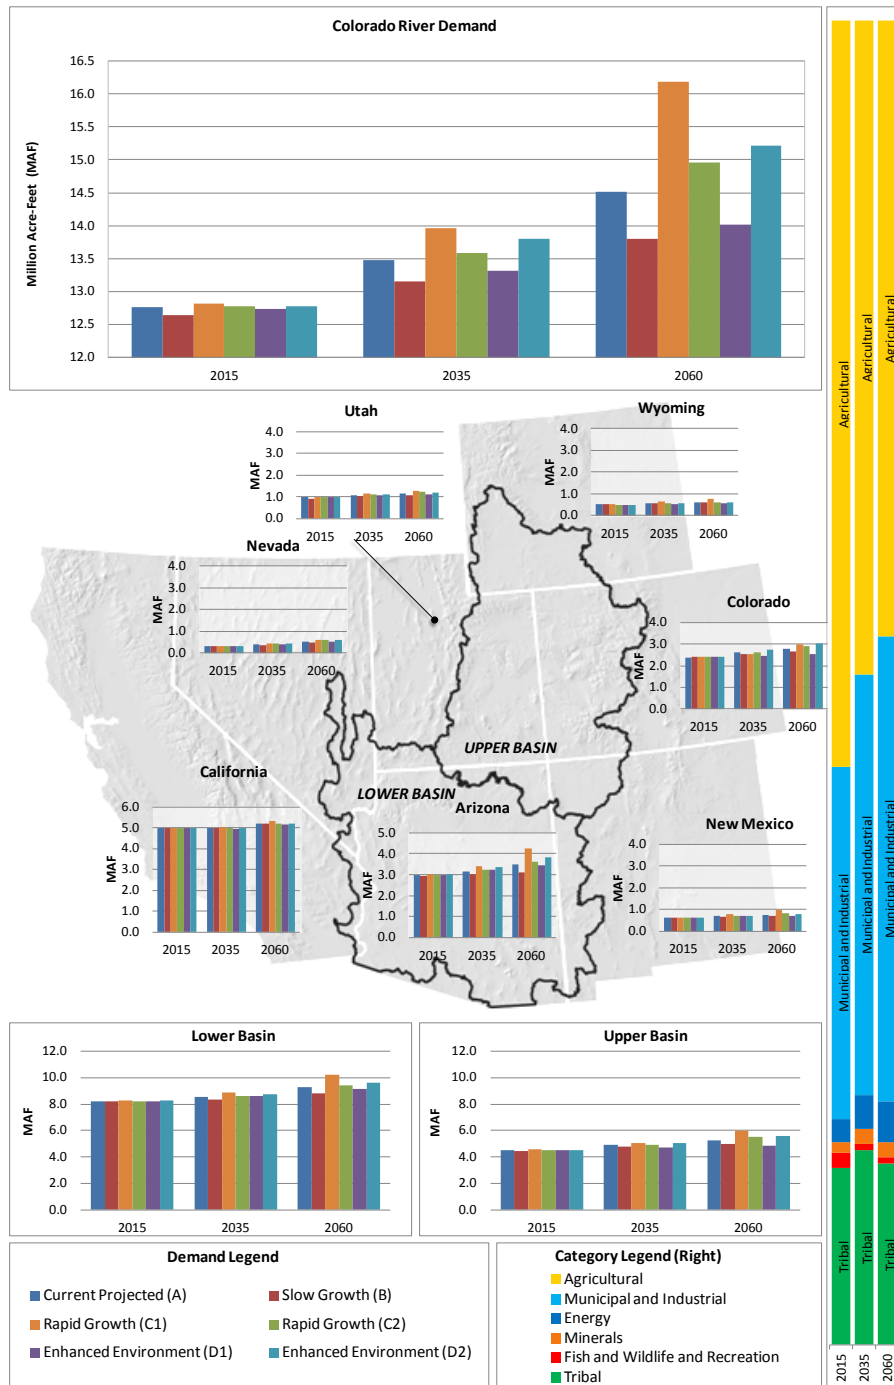 Colorado River Demand
Million Acre-Feet (MAF)
16.5
16.0
15.5
15.0
14.5
14.0
13.5
13.0
12.5
12.0
2015 2035 2060
Utah
MAF
4.0
3.0
2.0
1.0
0.0
2015 2035 2060
Wyoming
MAF
4.0
3.0
2.0
1.0
0.0
2015 2035 2060
Nevada
MAF
4.0
3.0
2.0
1.0
0.0
2015 2035 2060
Colorado
MAF
4.0
3.0
2.0
1.0
0.0
2015 2035 2060
UPPER BASIN
LOWER BASIN
California
MAF
6.0
5.0
4.0
3.0
2.0
1.0
0.0
2015 2035 2060
Arizona
MAF
5.0
4.0
3.0
2.0
1.0
0.0
2015 2035 2060
New Mexico
MAF
4.0
3.0
2.0
1.0
0.0
2015 2035 2060
Lower Basin
MAF
12.0
10.0
8.0
6.0
4.0
2.0
0.0
2015 2035 2060
Upper Basin
MAF
12.0
10.0
8.0
6.0
4.0
2.0
0.0
2015 2035 2060
Demand Legend
Current Projected (A) Slow Growth (B)
Rapid Growth (C1) Rapid Growth (C2)
Enhanced Environment (D1) Enhanced Environment (D2)
Category Legend (Right)
Agricultural
Municipal and Industrial
Energy
Minerals
Fish and Wildlife and Recreation
Tribal
Agricultural
Municipal and Industrial
Tribal
2015
Agricultural
Municipal and Industrial
Tribal
2035
Agricultural
Municipal and Industrial
Tribal
2060